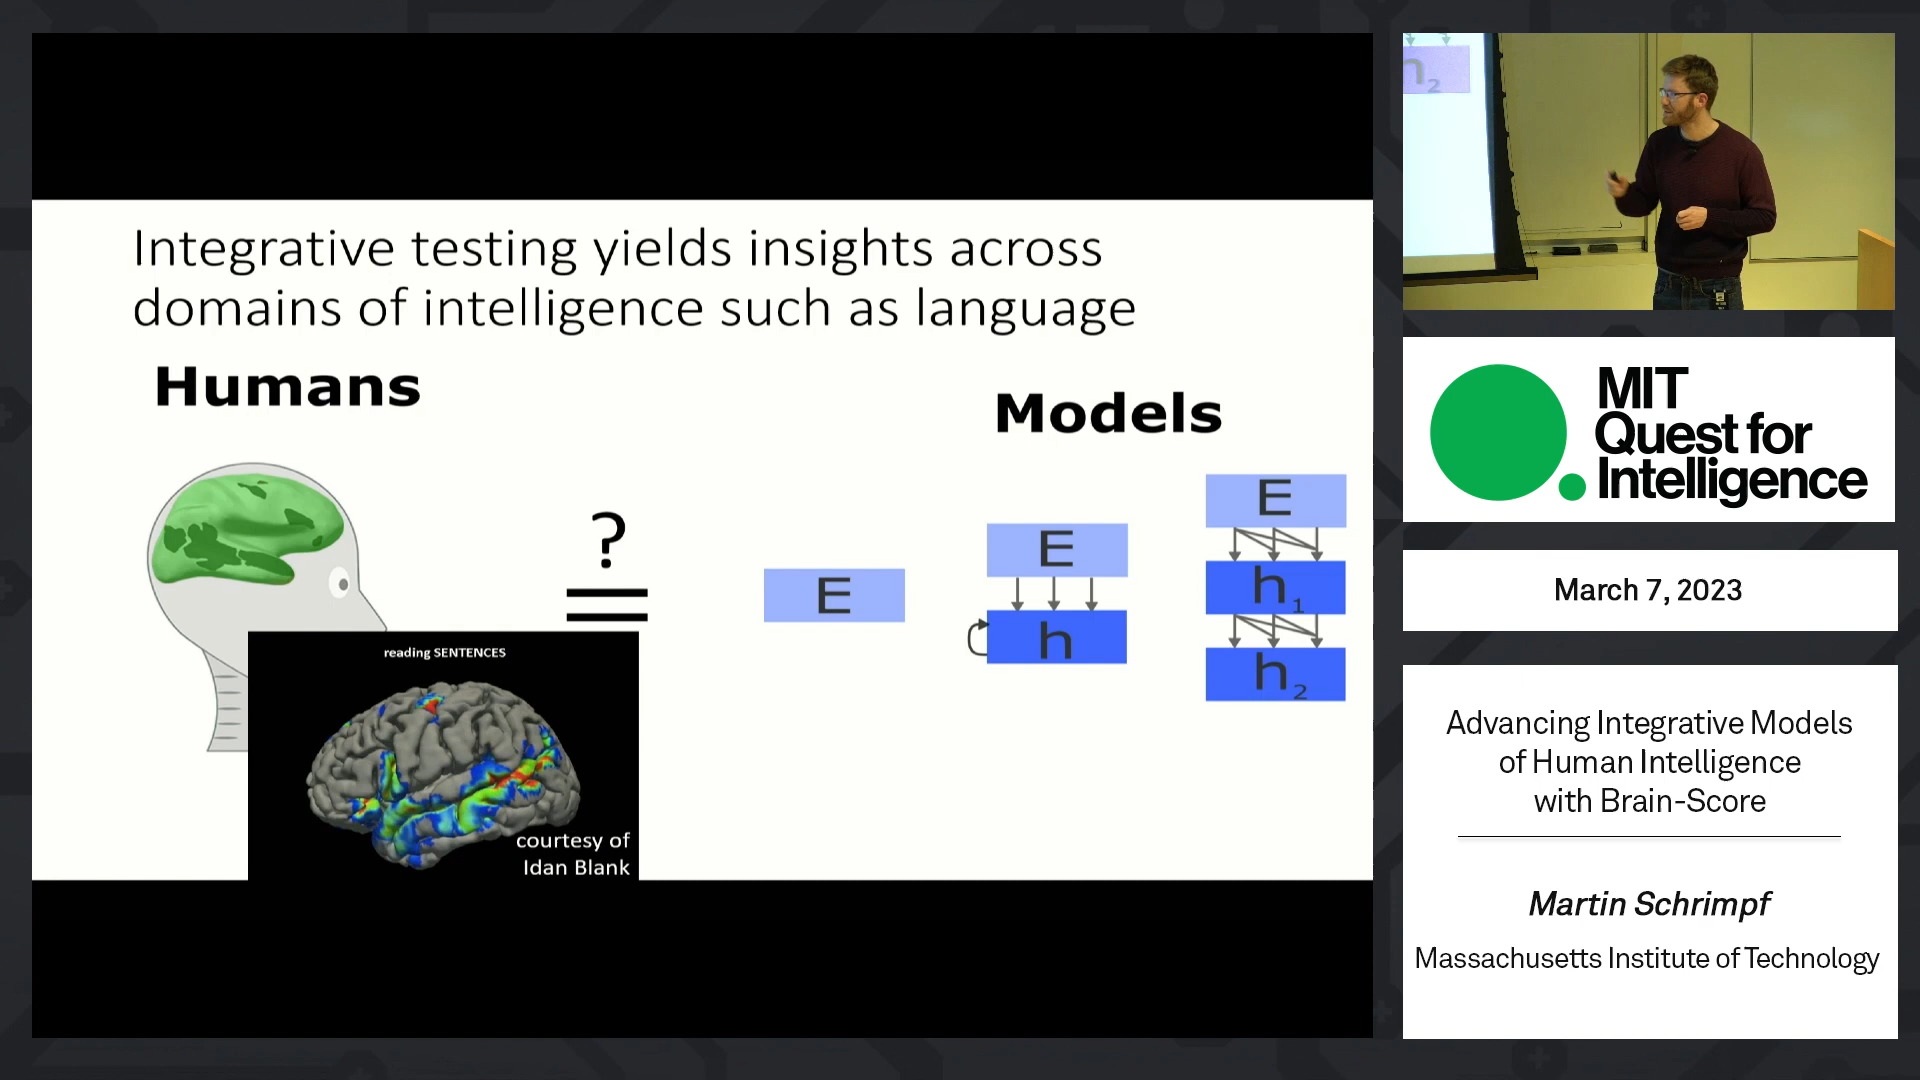 Integrative testing yields insights across
domains of intelligence such as language
Humans
Models
?
E
E
h
E
h1
h2
reading SENTENCES
courtesy of
Idan Blank
h2
MIT
Quest for
Intelligence
March 7, 2023
Advancing Integrative Models
of Human Intelligence
with Brain-Score
Martin Schrimpf
Massachusetts Institute of Technology